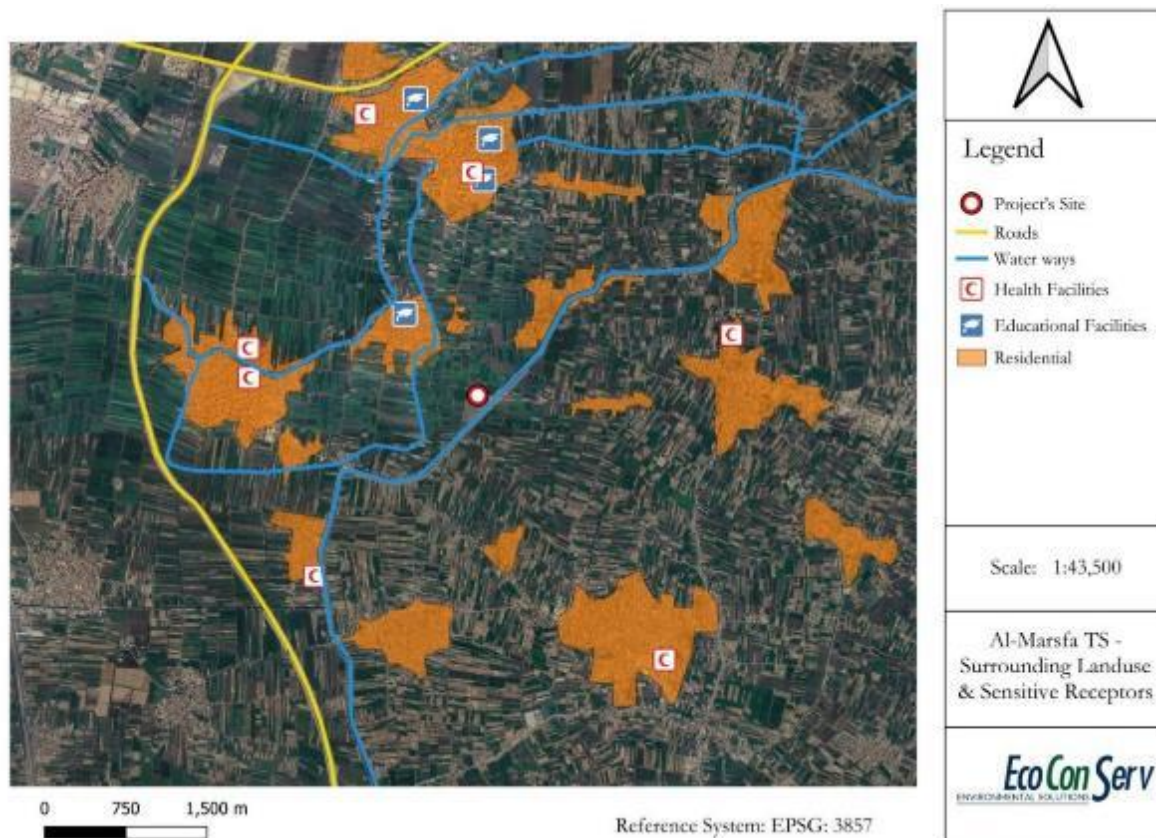 Legend
Project's Site
Roads
Water ways
C Health Facilities
Educational Facilities
Residential
C
C
C
C
C
C
C
Scale: 1:43,500
Al-Marsfa TS -
Surrounding Landuse
& Sensitive Receptors
EcoConServ
ENVIRONMENTAL SOLUTIONS
0 750 1,500 m
Reference System: EPSG: 3857